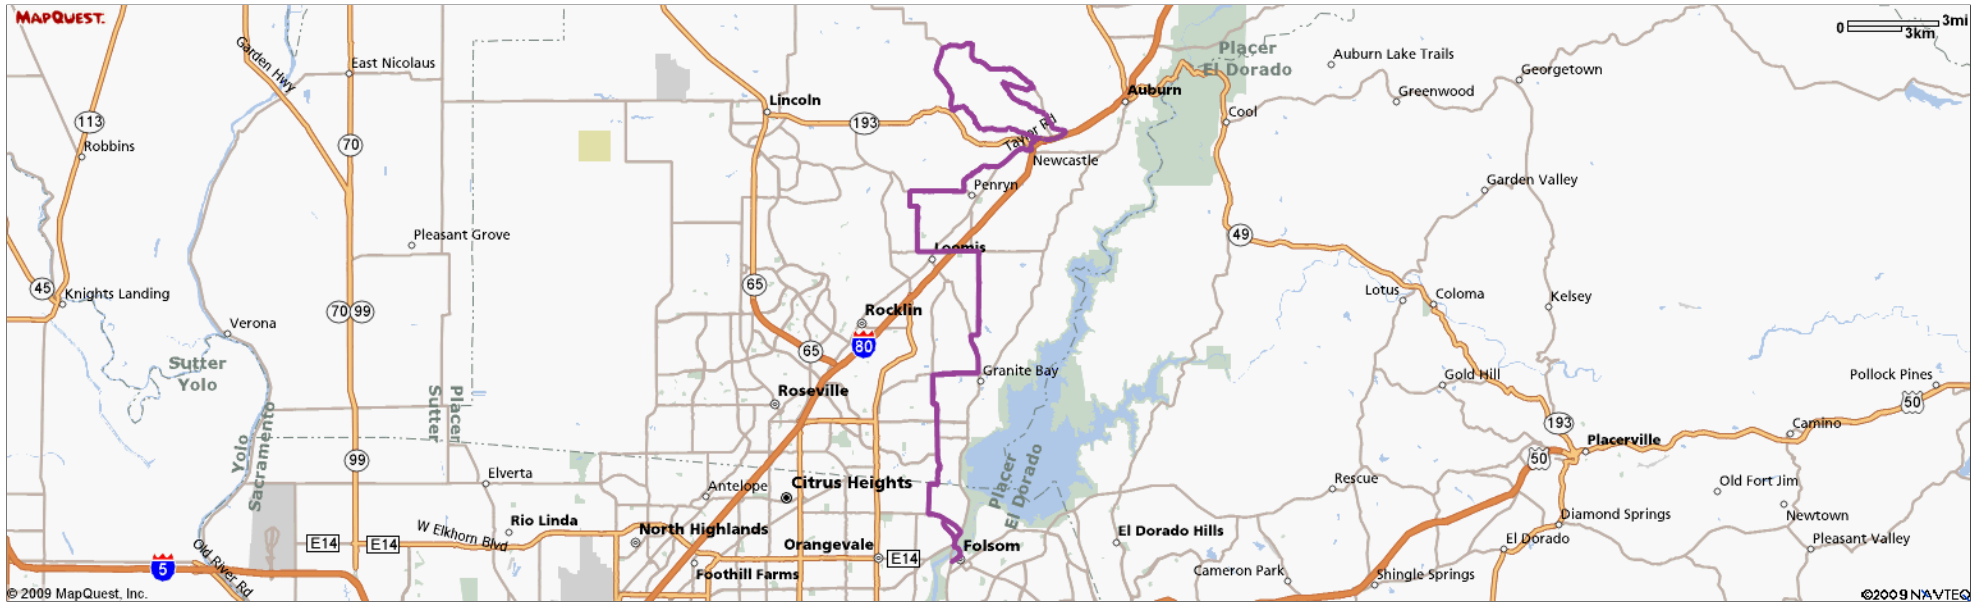 MAPQUEST.
3mi
0
3km
Garden Hwy
East Nicolaus
Placer
El Dorado
Auburn Lake Trails
Georgetown
Auburn
Greenwood
Lincoln
Cool
113
193
Taylor Rd
70
Robbins
Newcastle
Penryn
Garden Valley
Pleasant Grove
49
Loomis
45
Knights Landing
65
Lotus
Coloma
Kelsey
70
99
Rocklin
Verona
80
65
Sutter
Yolo
Granite Bay
Gold Hill
Pollock Pines
Roseville
Sutter
Placer
50
193
Camino
Yolo
Sacramento
Placerville
99
50
Placer
El Dorado
Elverta
Antelope
Citrus Heights
Rescue
Old Fort Jim
Rio Linda
W Elkhorn Blvd
North Highlands
Diamond Springs
Newtown
El Dorado Hills
E14
E14
Orangevale
E14
Folsom
El Dorado
Pleasant Valley
Old River Rd
5
Foothill Farms
Cameron Park
Shingle Springs
© 2009 MapQuest, Inc.
©2009 NAVTEQ